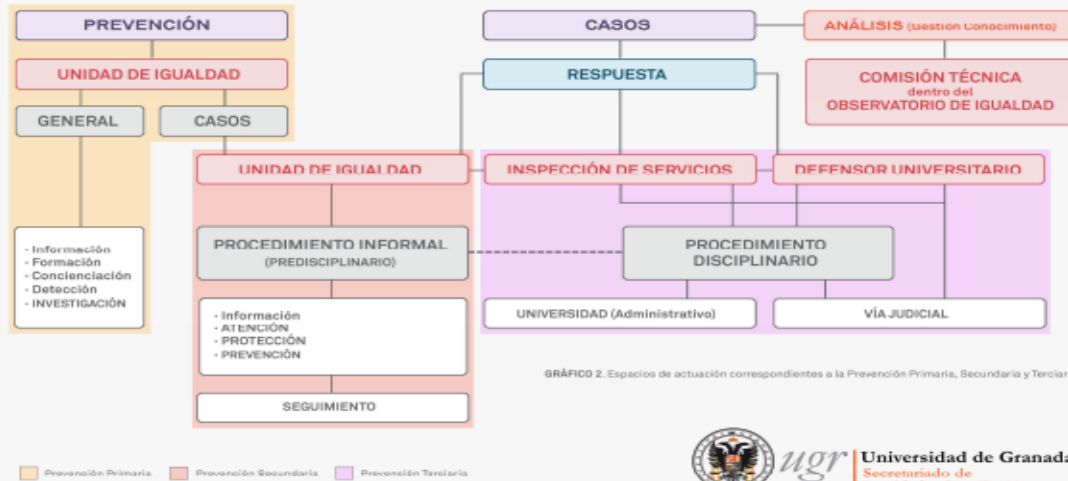 PREVENCIÓN
CASOS
ANÁLISIS (Gestión Conocimiento)
UNIDAD DE IGUALDAD
RESPUESTA
COMISIÓN TÉCNICA
dentro del
OBSERVATORIO DE IGUALDAD
GENERAL
CASOS
UNIDAD DE IGUALDAD
INSPECCIÓN DE SERVICIOS
DEFENSOR UNIVERSITARIO
- Información
- Formación
- Concienciación
- Detección
- INVESTIGACIÓN
PROCEDIMIENTO INFORMAL
(PREDISCIPLINARIO)
PROCEDIMIENTO
DISCIPLINARIO
- Información
- ATENCIÓN
- PROTECCIÓN
- PREVENCIÓN
UNIVERSIDAD (Administrativo)
VÍA JUDICIAL
SEGUIMIENTO
GRÁFICO 2. Espacios de actuación correspondientes a la Prevención Primaria, Secundaria y Terciari
Prevención Primaria
Prevención Secundaria
Prevención Terciaria
ugr
Universidad de Granada
Secretariado de